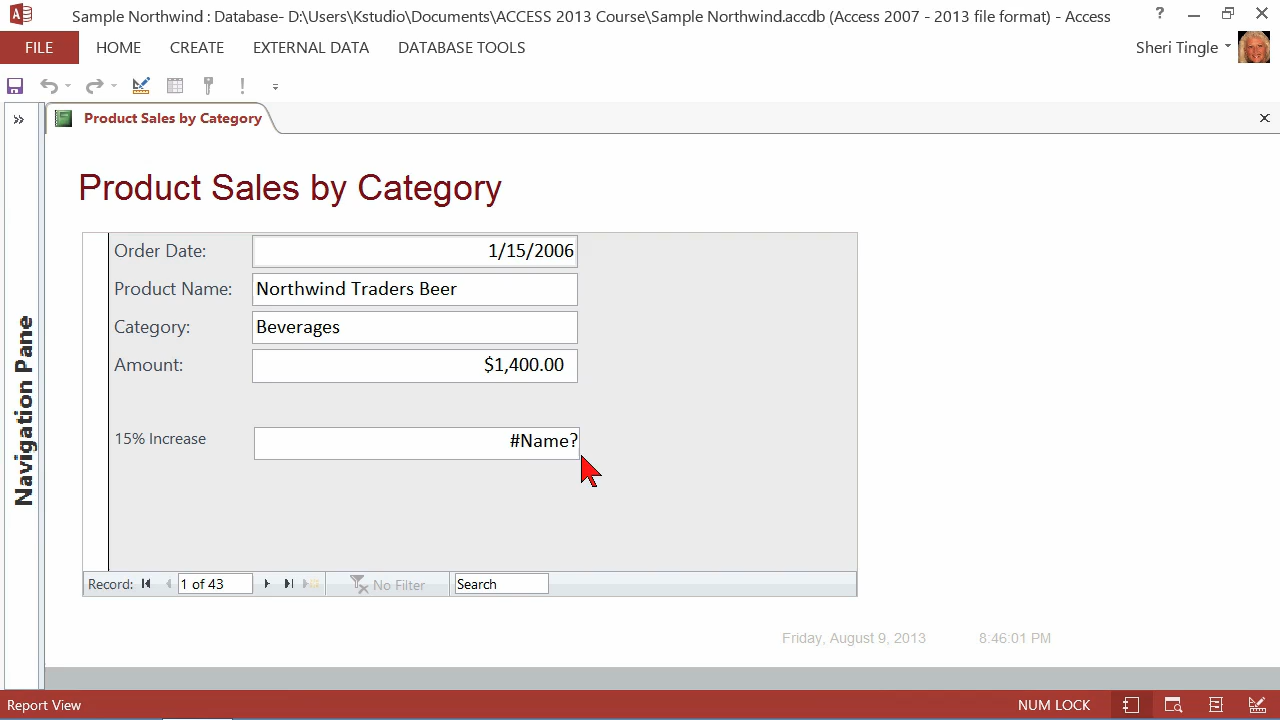 Sample Northwind : Database- D:\Users\Kstudio\Documents\ACCESS 2013 Course\Sample Northwind.accdb (Access 2007 - 2013 file format) - Access
?
FILE HOME CREATE EXTERNAL DATA DATABASE TOOLS Sheri Tingle
Product Sales by Category
Navigation Pane
Product Sales by Category
Order Date: 1/15/2006
Product Name: Northwind Traders Beer
Category: Beverages
Amount: $1,400.00
15% Increase #Name?
Record: 1 of 43 No Filter Search
Friday, August 9, 2013 8:46:01 PM
Report View NUM LOCK